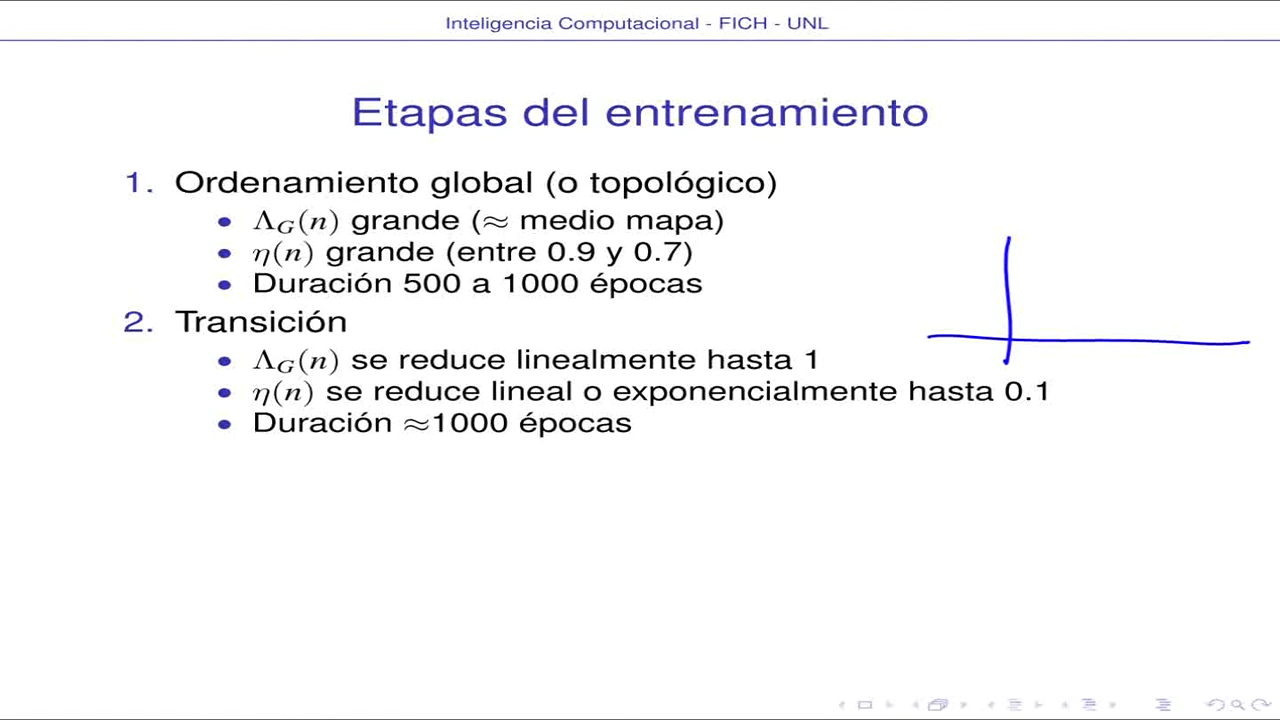 Inteligencia Computacional - FICH - UNL
Etapas del entrenamiento
1. Ordenamiento global (o topológico)
• Λ_G(n) grande (≈ medio mapa)
• η(n) grande (entre 0.9 y 0.7)
• Duración 500 a 1000 épocas
2. Transición
• Λ_G(n) se reduce linealmente hasta 1
• η(n) se reduce lineal o exponencialmente hasta 0.1
• Duración ≈1000 épocas